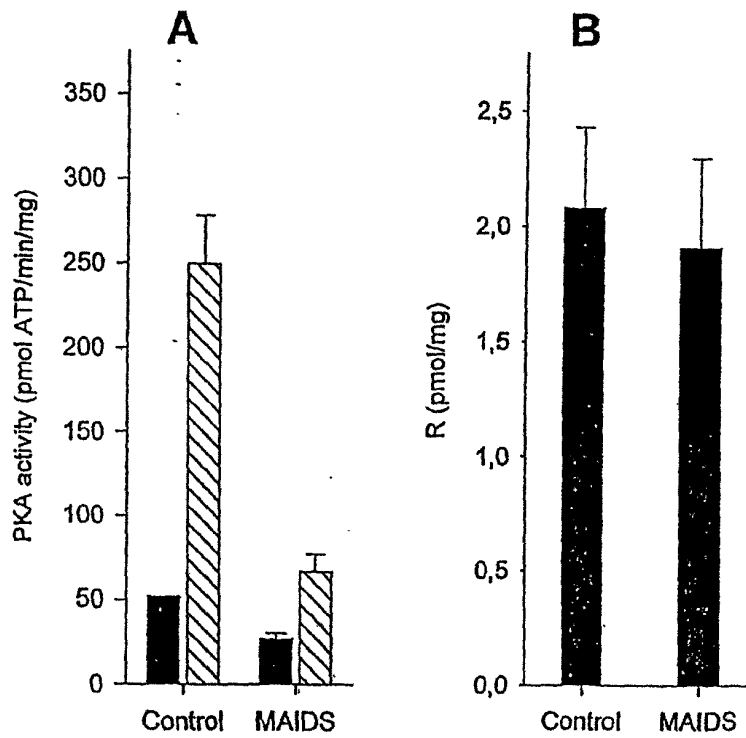 A
PKA activity (pmol ATP/min/mg)
350
300
250
200
150
100
50
0
Control MAIDS
B
R (pmol/mg)
2,5
2,0
1,5
1,0
0,5
0,0
Control MAIDS